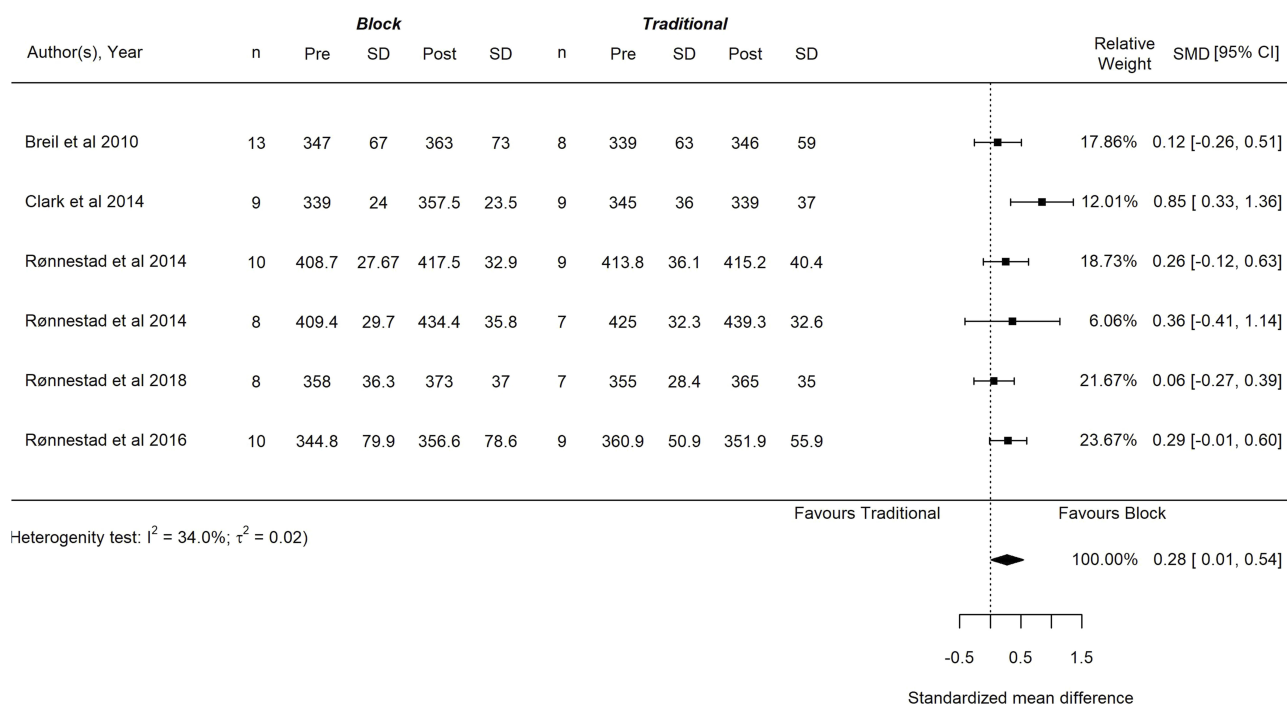 Block Traditional
Author(s), Year n Pre SD Post SD n Pre SD Post SD Relative Weight SMD [95% CI]
Breil et al 2010 13 347 67 363 73 8 339 63 346 59 17.86% 0.12 [-0.26, 0.51]
Clark et al 2014 9 339 24 357.5 23.5 9 345 36 339 37 12.01% 0.85 [ 0.33, 1.36]
Rønnestad et al 2014 10 408.7 27.67 417.5 32.9 9 413.8 36.1 415.2 40.4 18.73% 0.26 [-0.12, 0.63]
Rønnestad et al 2014 8 409.4 29.7 434.4 35.8 7 425 32.3 439.3 32.6 6.06% 0.36 [-0.41, 1.14]
Rønnestad et al 2018 8 358 36.3 373 37 7 355 28.4 365 35 21.67% 0.06 [-0.27, 0.39]
Rønnestad et al 2016 10 344.8 79.9 356.6 78.6 9 360.9 50.9 351.9 55.9 23.67% 0.29 [-0.01, 0.60]
Favours Traditional Favours Block
Heterogenity test: I² = 34.0%; τ² = 0.02)
100.00% 0.28 [ 0.01, 0.54]
-0.5 0.5 1.5
Standardized mean difference